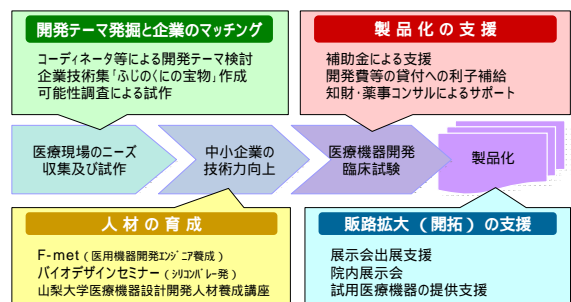 開発テーマ発掘と企業のマッチング
コーディネータ等による開発テーマ検討
企業技術集「ふじのくにの宝物」作成
可能性調査による試作
製品化の支援
補助金による支援
開発費等の貸付への利子補給
知財・薬事コンサルによるサポート
医療現場のニーズ
収集及び試作
中小企業の
技術力向上
医療機器開発
臨床試験
製品化
人材の育成
F-met（医用機器開発ｴﾝｼﾞﾆｱ養成）
バイオデザインセミナー（ｼﾘｺﾝﾊﾞﾚｰ発）
山梨大学医療機器設計開発人材養成講座
販路拡大（開拓）の支援
展示会出展支援
院内展示会
試用医療機器の提供支援